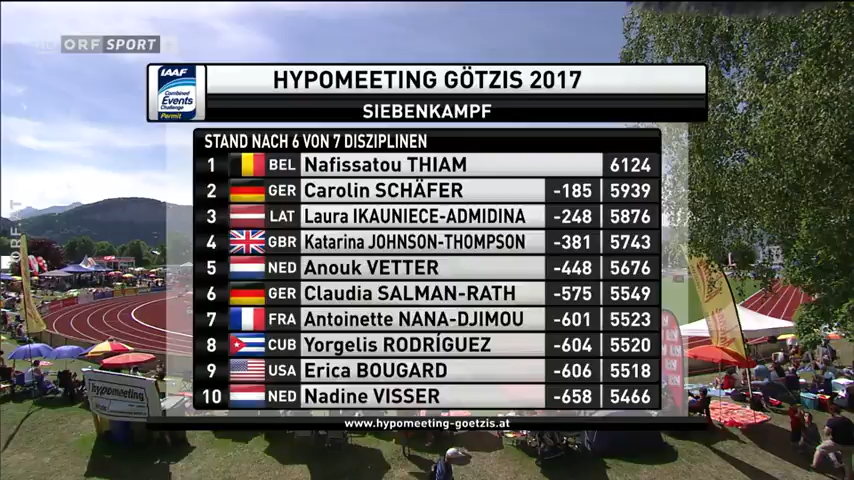 HD ORF SPORT +
IAAF
Combined
Events
Challenge
Permit
HYPOMEETING GÖTZIS 2017
SIEBENKAMPF
STAND NACH 6 VON 7 DISZIPLINEN
1 BEL Nafissatou THIAM 6124
2 GER Carolin SCHÄFER -185 5939
3 LAT Laura IKAUNIECE-ADMIDINA -248 5876
4 GBR Katarina JOHNSON-THOMPSON -381 5743
5 NED Anouk VETTER -448 5676
6 GER Claudia SALMAN-RATH -575 5549
7 FRA Antoinette NANA-DJIMOU -601 5523
8 CUB Yorgelis RODRÍGUEZ -604 5520
9 USA Erica BOUGARD -606 5518
10 NED Nadine VISSER -658 5466
www.hypomeeting-goetzis.at
hypomeeting